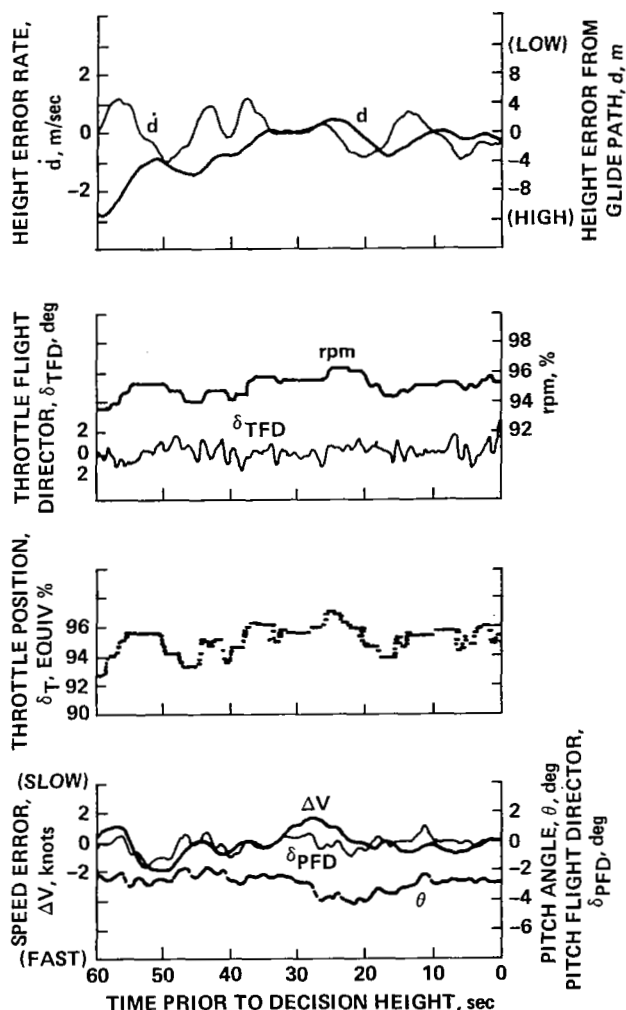 HEIGHT ERROR RATE,
ḋ, m/sec
2
0
−2
ḋ
d
(LOW)
8
4
0
−4
−8
(HIGH)
HEIGHT ERROR FROM
GLIDE PATH, d, m
THROTTLE FLIGHT
DIRECTOR, δTFD, deg
2
0
2
rpm
δTFD
98
96
94
92
rpm, %
THROTTLE POSITION,
δT, EQUIV %
96
94
92
90
SPEED ERROR,
ΔV, knots
(SLOW)
2
0
−2
(FAST)
ΔV
δPFD
θ
2
0
−2
−4
−6
PITCH ANGLE, θ, deg
PITCH FLIGHT DIRECTOR,
δPFD, deg
60 50 40 30 20 10 0
TIME PRIOR TO DECISION HEIGHT, sec